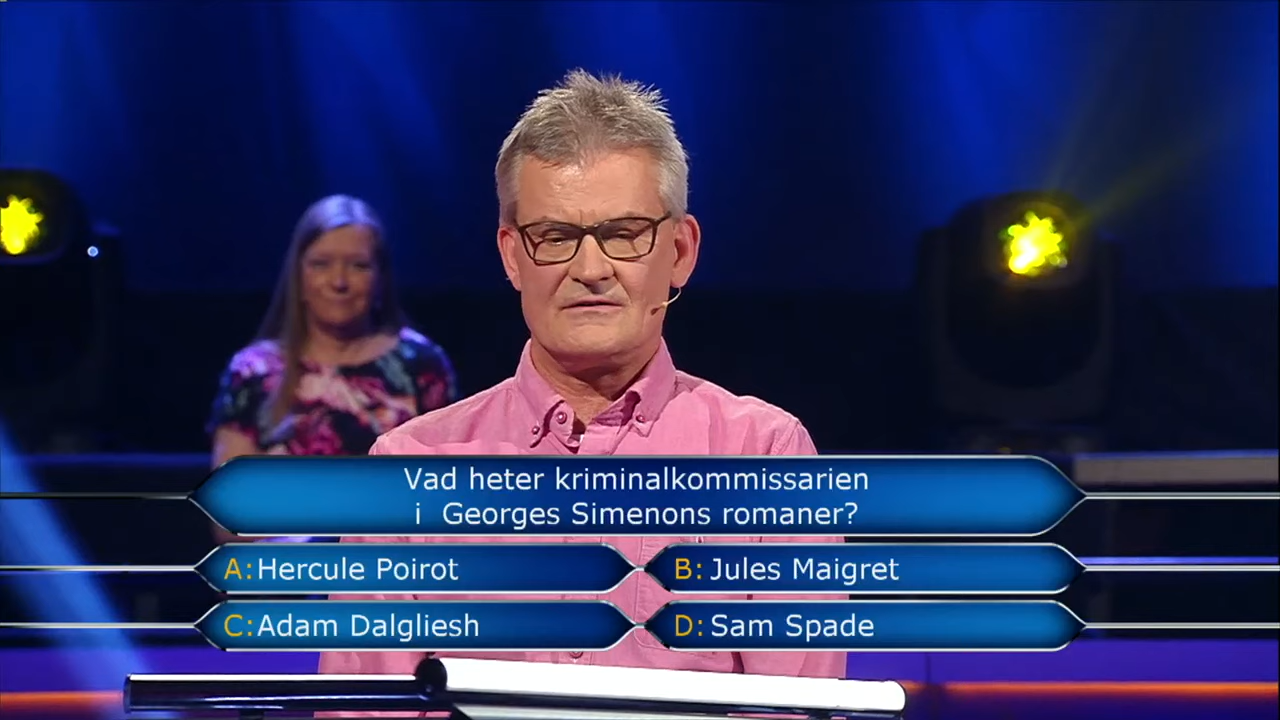 Vad heter kriminalkommissarien
i Georges Simenons romaner?
A: Hercule Poirot
B: Jules Maigret
C: Adam Dalgliesh
D: Sam Spade